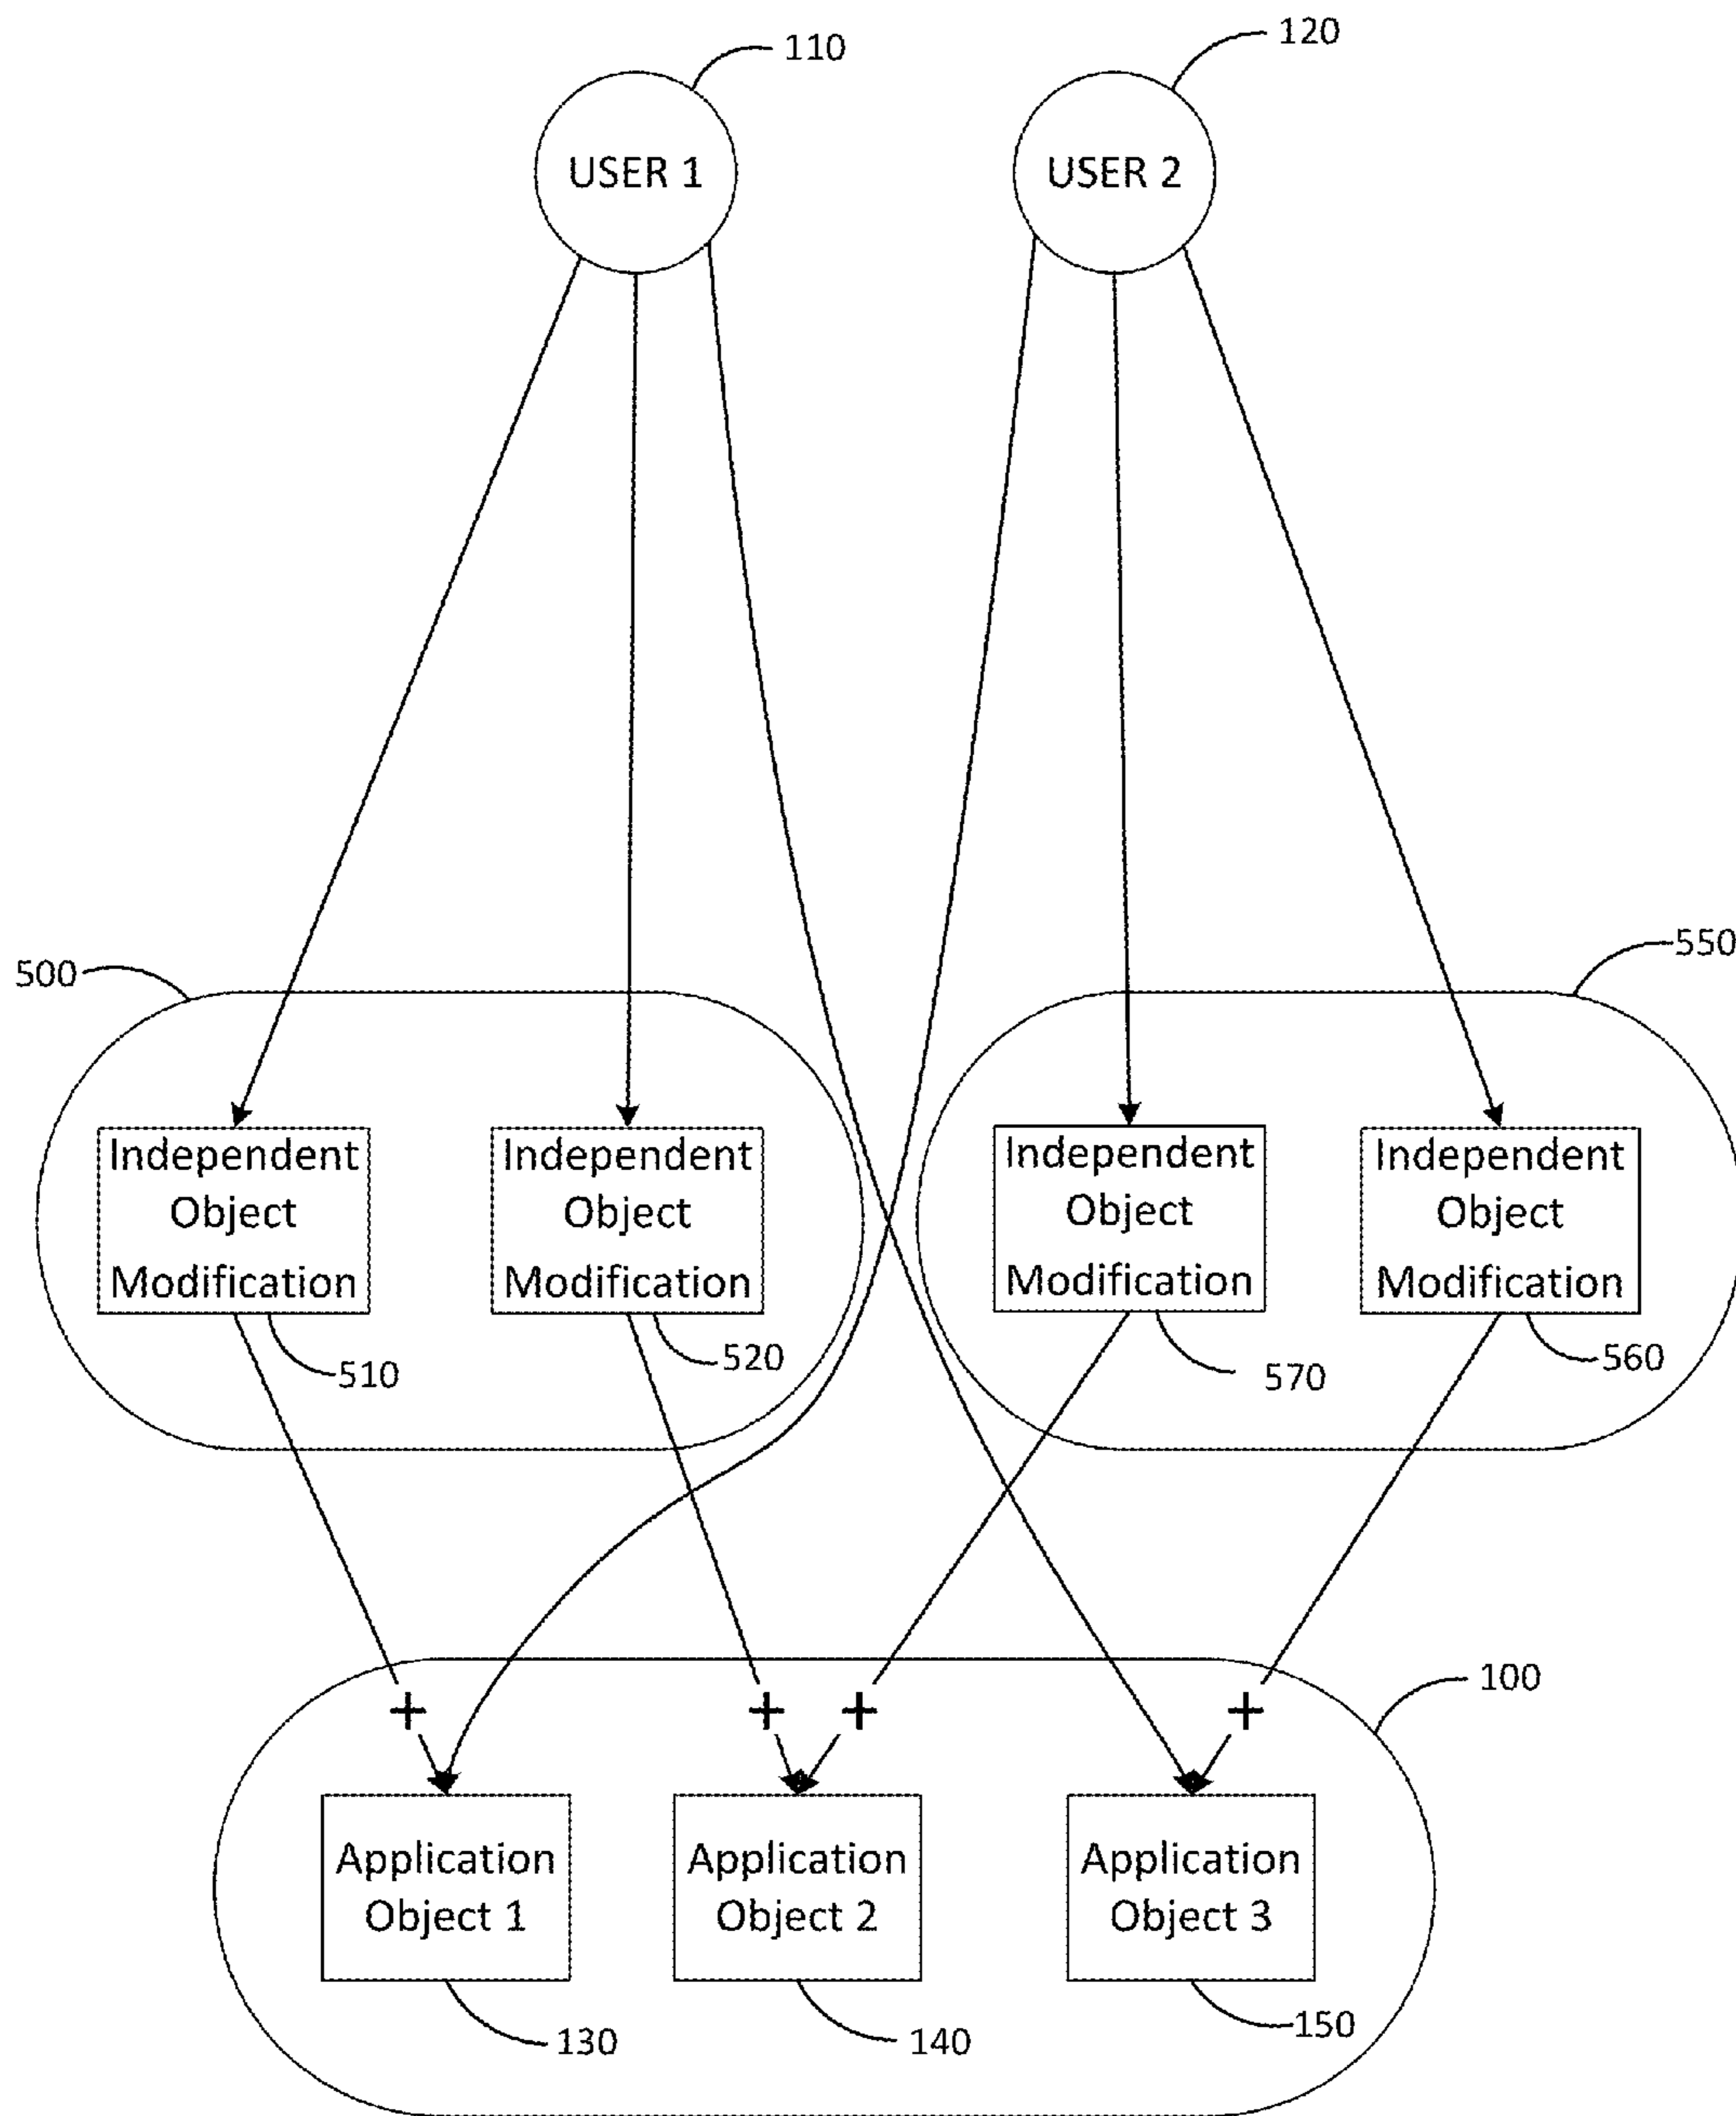 110
120
USER 1
USER 2
500
550
Independent
Object
Modification
Independent
Object
Modification
Independent
Object
Modification
Independent
Object
Modification
510
520
570
560
100
+
+
+
+
Application
Object 1
Application
Object 2
Application
Object 3
130
140
150